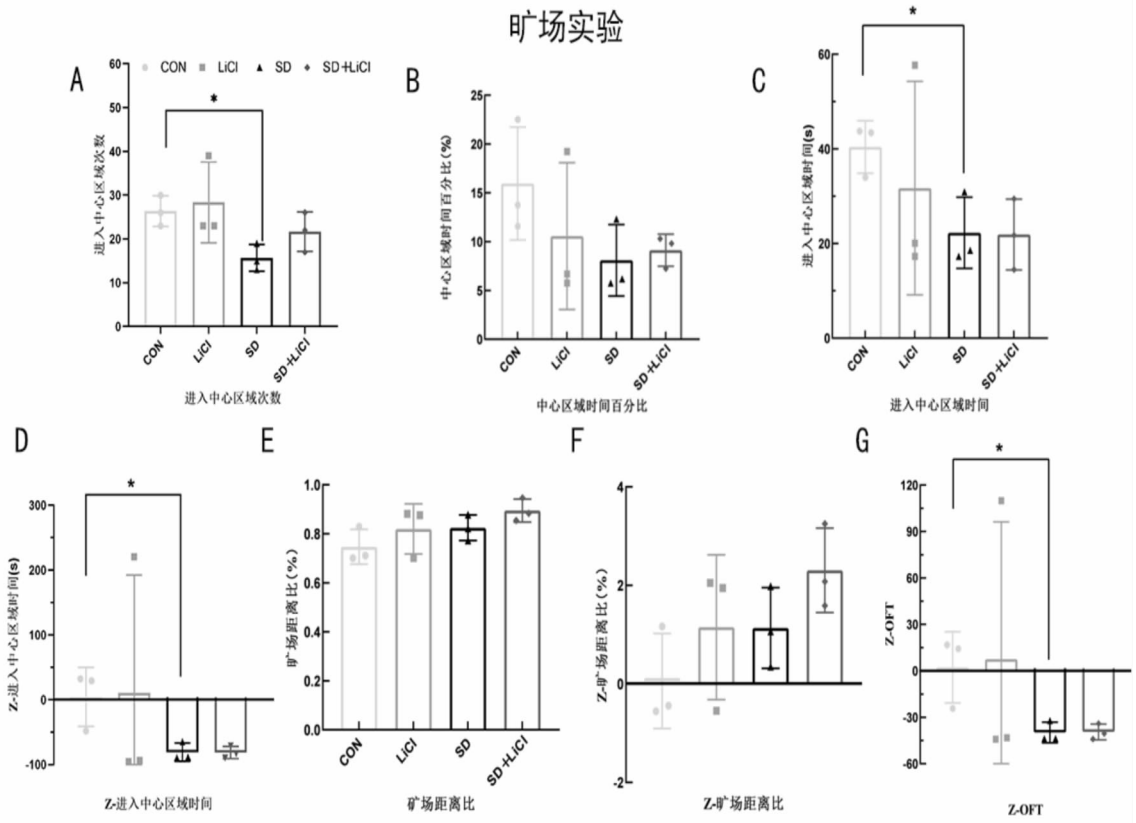 旷场实验
A
CON LiCl SD SD+LiCl
*
进入中心区域次数
60
50
40
30
20
10
0
CON LiCl SD SD+LiCl
进入中心区域次数
B
中心区域时间百分比(%)
25
20
15
10
5
0
CON LiCl SD SD+LiCl
中心区域时间百分比
C
*
进入中心区域时间(s)
60
40
20
0
CON LiCl SD SD+LiCl
进入中心区域时间
D
*
Z-进入中心区域时间(s)
300
200
100
50
0
-100
Z-进入中心区域时间
E
旷场距离比(%)
1.0
0.8
0.6
0.4
0.2
0.0
CON LiCl SD SD+LiCl
矿场距离比
F
Z-旷场距离比(%)
4
2
0
-2
Z-旷场距离比
G
*
Z-OFT
120
90
60
30
0
-30
-60
Z-OFT